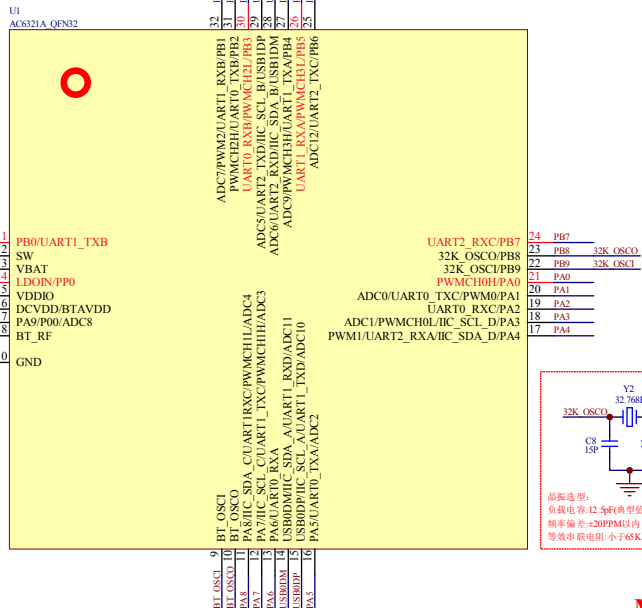 U1
AC6321A_QFN32
32
31
30
29
28
27
26
25
ADC7/PWM2/UART1_RXB/PB1
PWMCH2H/UART0_TXB/PB2
UART0_RXB/PWMCH2L/PB3
ADC5/UART2_TXD/IIC_SCL_B/USB1DP
ADC6/UART2_RXD/IIC_SDA_B/USB1DM
ADC9/PWMCH3H/UART1_TXA/PB4
UART1_RXA/PWMCH3L/PB5
ADC12/UART2_TXC/PB6
1 PB0/UART1_TXB
2 SW
3 VBAT
4 LDOIN/PP0
5 VDDIO
6 DCVDD/BTAVDD
7 PA9/P00/ADC8
8 BT_RF
0 GND
UART2_RXC/PB7 24 PB7
32K_OSCO/PB8 23 PB8 32K_OSCO
32K_OSCI/PB9 22 PB9 32K_OSCI
PWMCH0H/PA0 21 PA0
ADC0/UART0_TXC/PWM0/PA1 20 PA1
UART0_RXC/PA2 19 PA2
ADC1/PWMCH0L/IIC_SCL_D/PA3 18 PA3
PWM1/UART2_RXA/IIC_SDA_D/PA4 17 PA4
BT_OSCI 9 BT_OSCI
BT_OSCO 10 BT_OSCO
PA8/IIC_SDA_C/UART1RXC/PWMCH1L/ADC4 11 PA8
PA7/IIC_SCL_C/UART1_TXC/PWMCH1H/ADC3 12 PA7
PA6/UART0_RXA 13 PA6
USB0DM/IIC_SDA_A/UART1_RXD/ADC11 14 USB0DM
USB0DP/IIC_SCL_A/UART1_TXD/ADC10 15 USB0DP
PA5/UART0_TXA/ADC2 16 PA5
Y2
32.768
32K_OSCO
C8
15P
晶振选型:
负载电容:12.5pF(典型值
频率偏差:±20PPM以内
等效串联电阻:小于65K